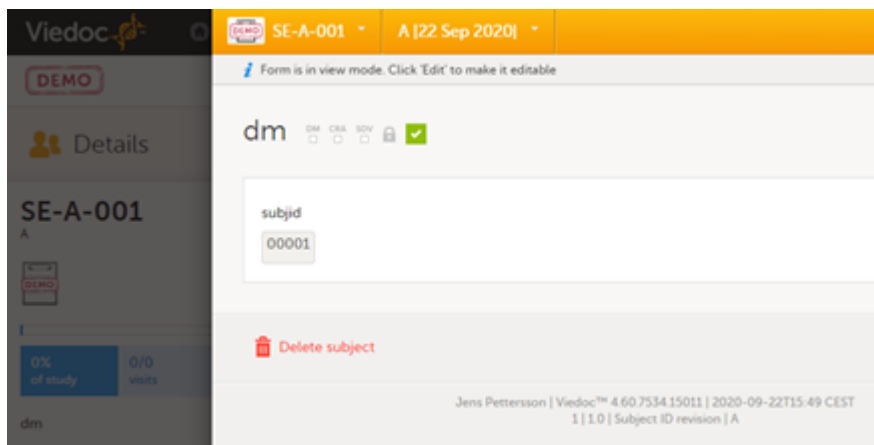 Viedoc
DEMO SE-A-001 A |22 Sep 2020|
DEMO
Form is in view mode. Click 'Edit' to make it editable
dm DM CRA SDV
Details
SE-A-001
A
subjid
00001
DEMO
Delete subject
0% 0/0
of study visits
Jens Pettersson | Viedoc™ 4.60.7534.15011 | 2020-09-22T15:49 CEST
1 | 1.0 | Subject ID revision | A
dm